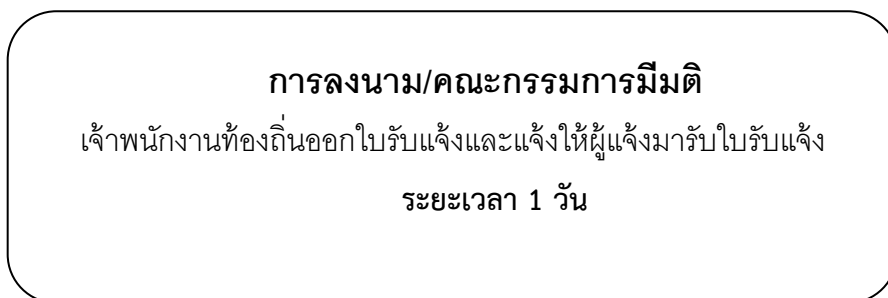 การลงนาม/คณะกรรมการมีมติ
เจ้าพนักงานท้องถิ่นออกใบรับแจ้งและแจ้งให้ผู้แจ้งมารับใบรับแจ้ง
ระยะเวลา 1 วัน